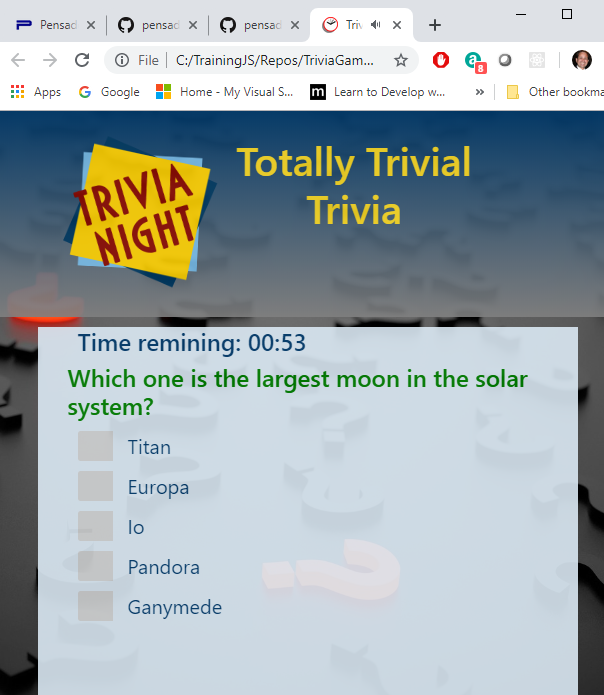 Pensad
pensad
pensad
Triv
File | C:/TrainingJS/Repos/TriviaGam...
8
Apps
Google
Home - My Visual S...
m
Learn to Develop w...
»
Other bookma
TRIVIA
NIGHT
Totally Trivial
Trivia
Time remining: 00:53
Which one is the largest moon in the solar
system?
Titan
Europa
Io
Pandora
Ganymede